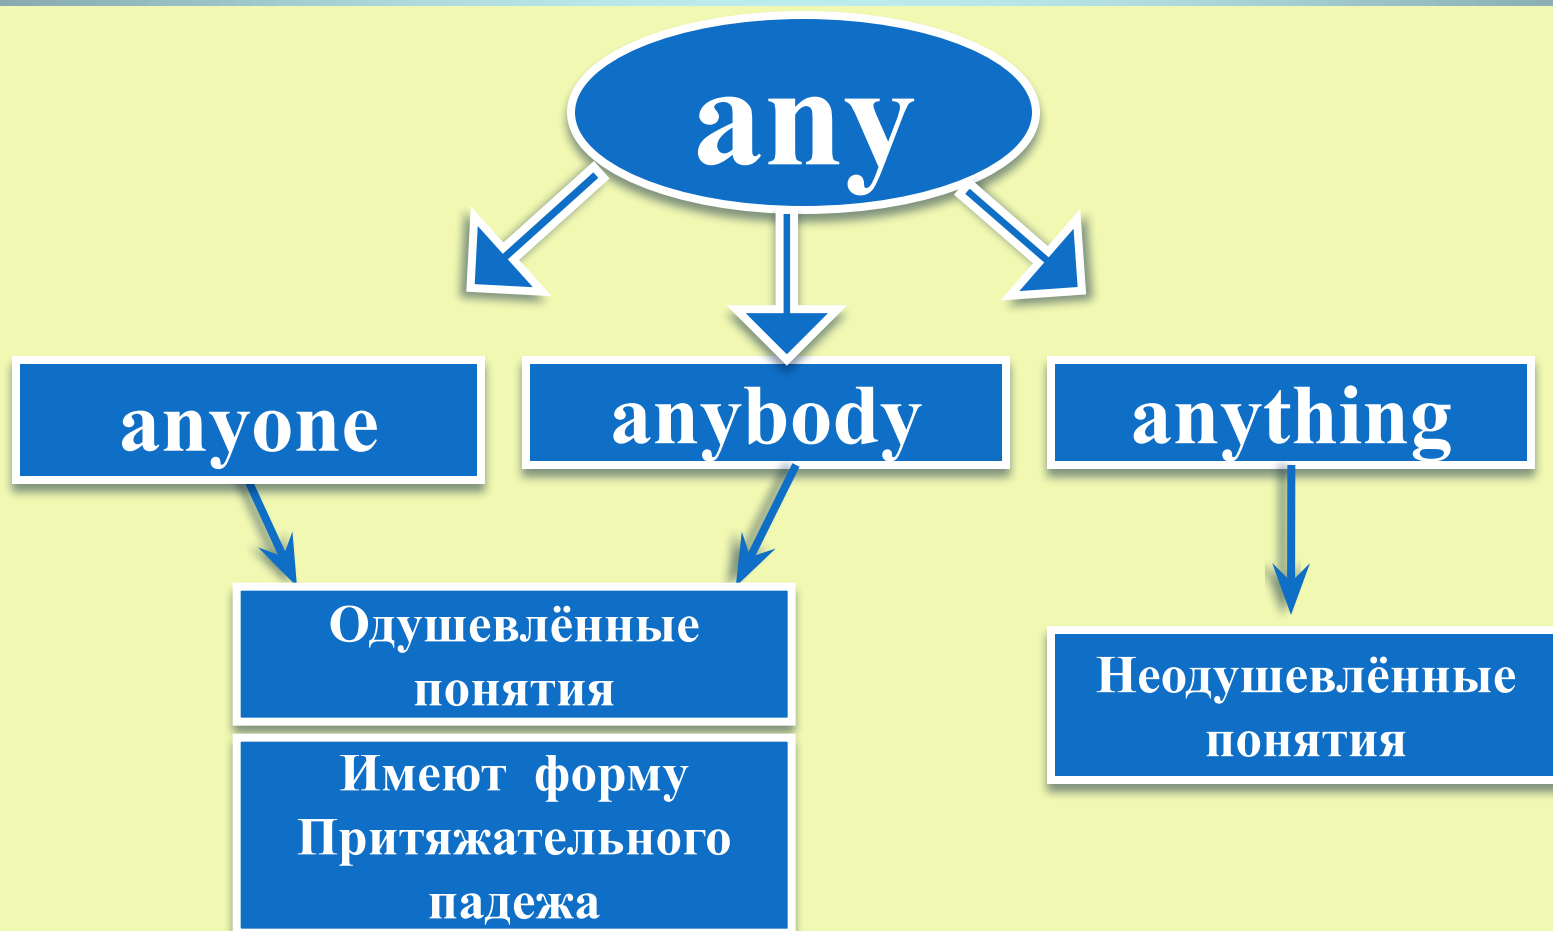 any
anyone
anybody
anything
Одушевлённые
понятия
Имеют форму
Притяжательного
падежа
Неодушевлённые
понятия